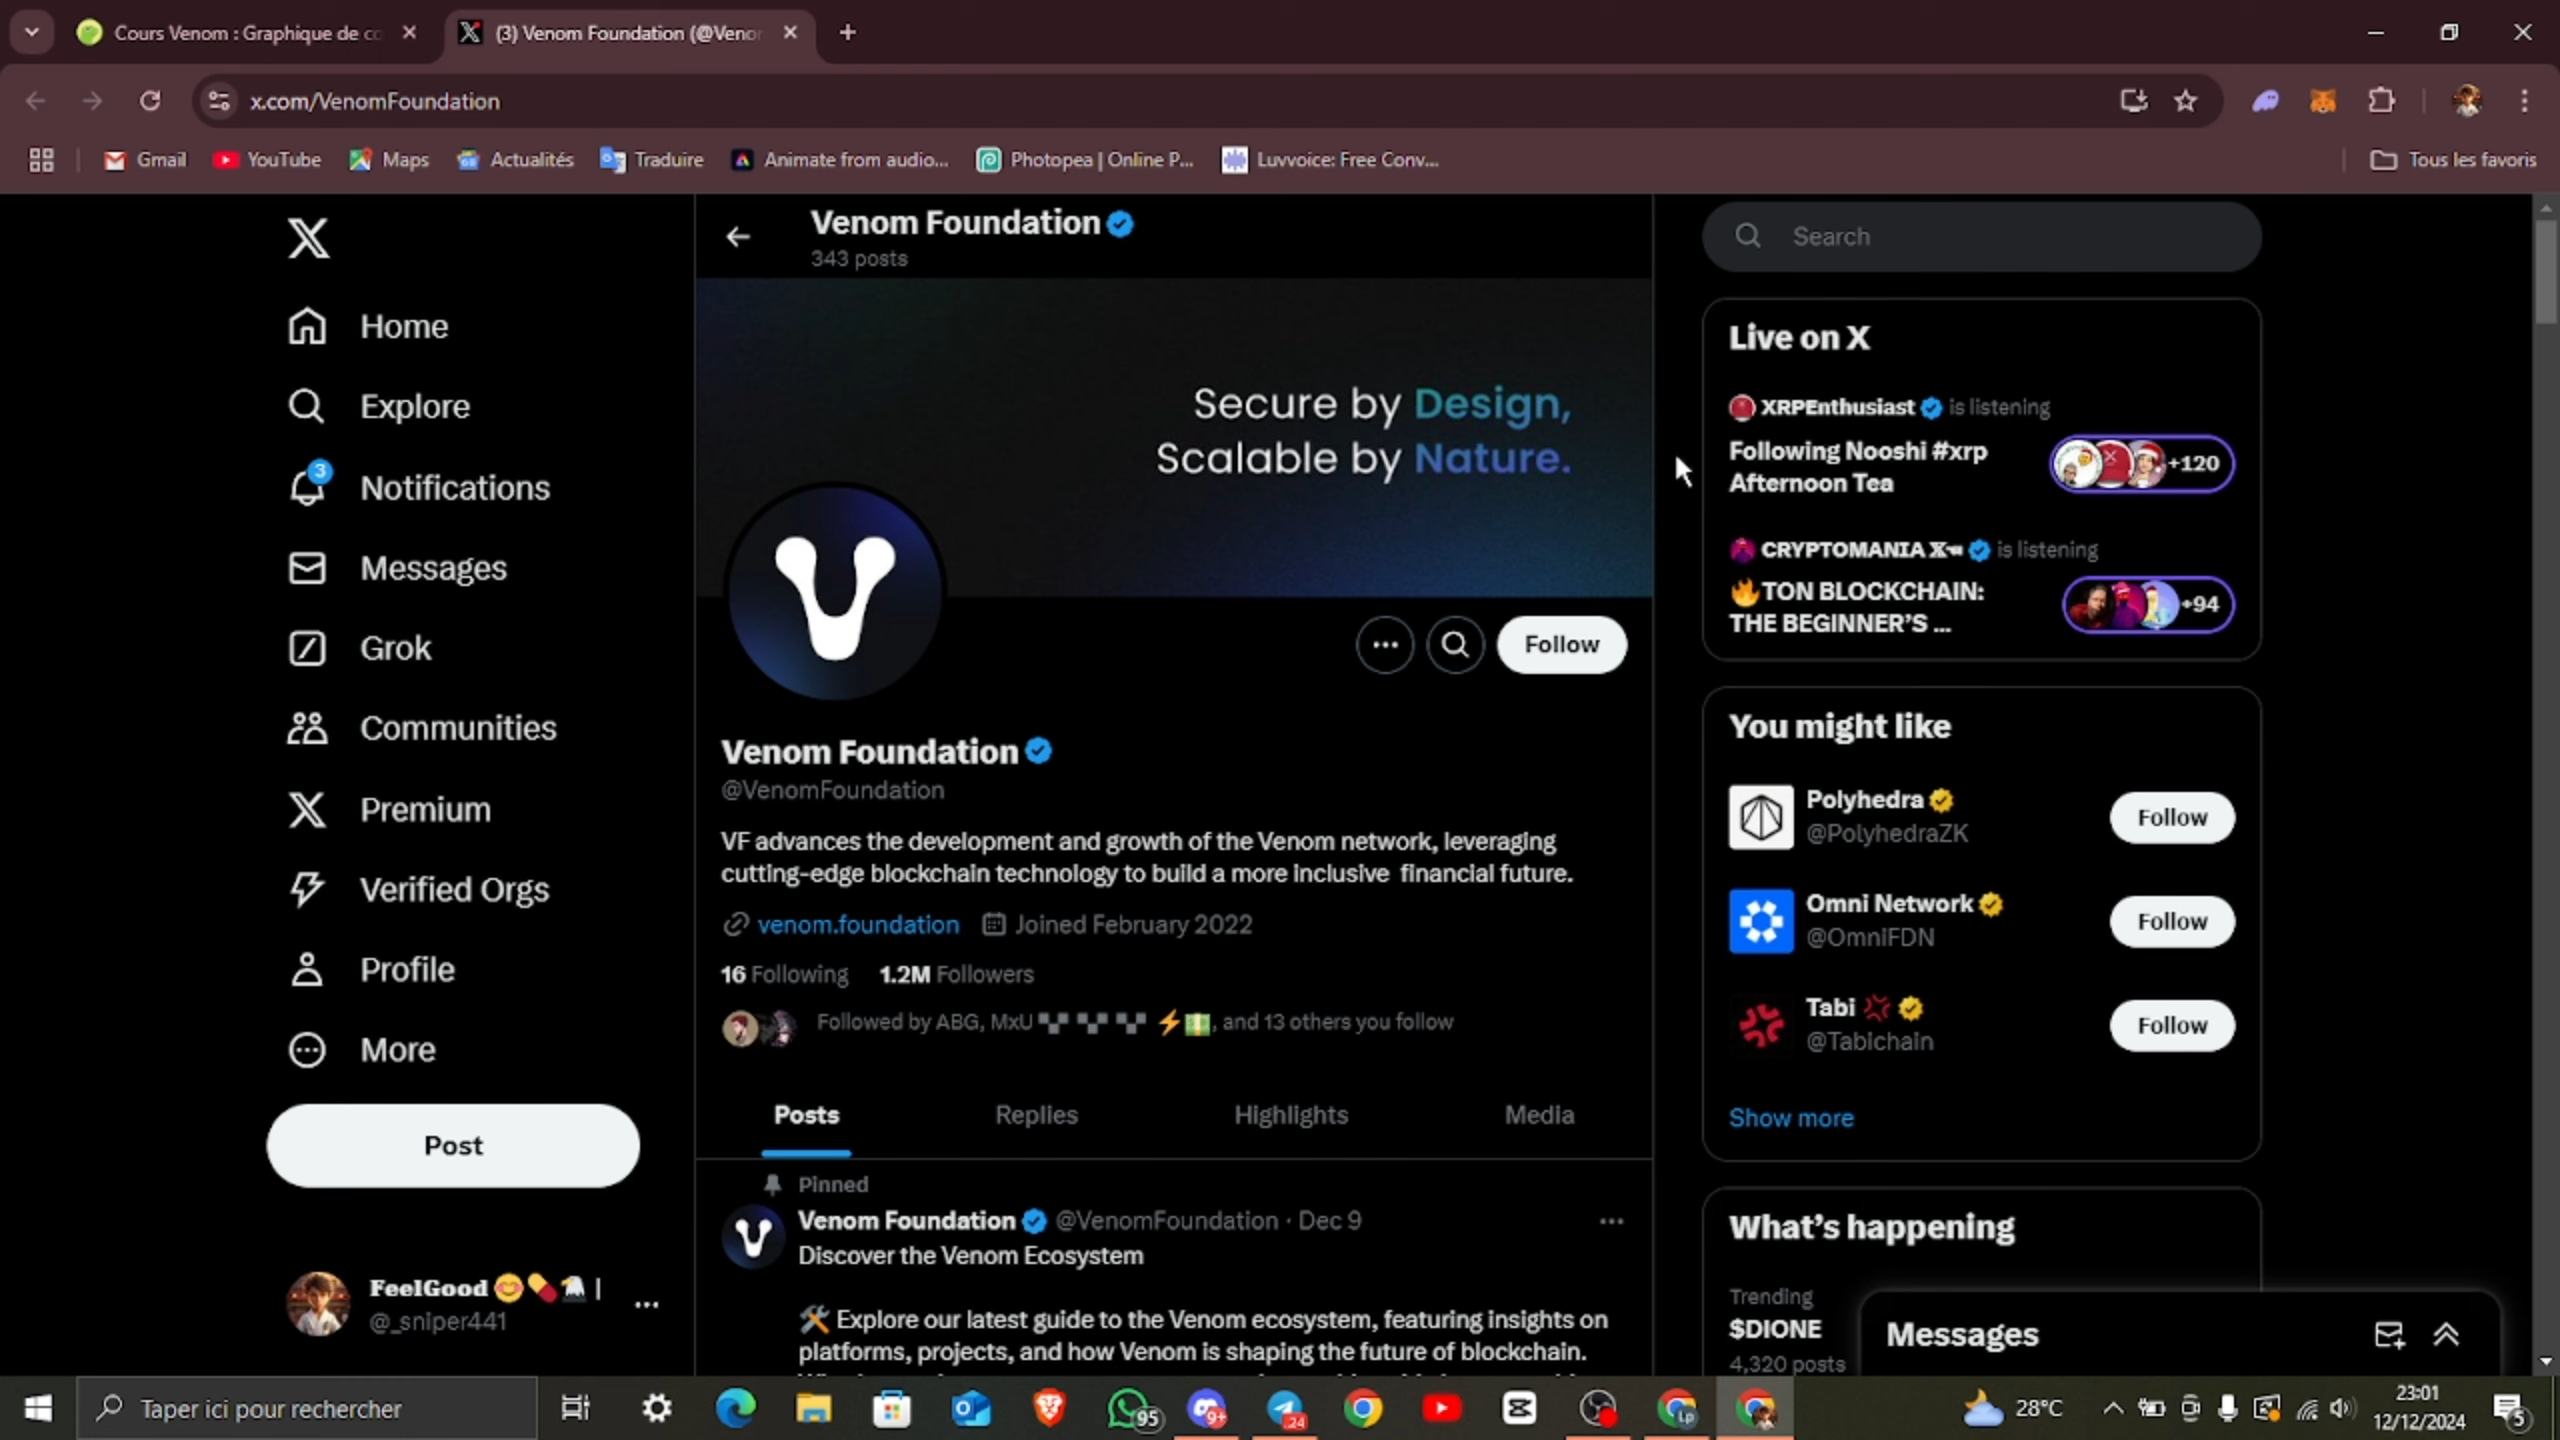 Cours Venom : Graphique de co
(3) Venom Foundation (@Venom
x.com/VenomFoundation
Gmail
YouTube
Maps
Actualités
Traduire
Animate from audio...
Photopea | Online P...
Luvvoice: Free Conv...
Tous les favoris
Home
Explore
3
Notifications
Messages
Grok
Communities
Premium
Verified Orgs
Profile
More
Post
FeelGood😊💊🦅 |
@_sniper441
...
Venom Foundation
343 posts
Secure by Design,
Scalable by Nature.
Follow
Venom Foundation
@VenomFoundation
VF advances the development and growth of the Venom network, leveraging
cutting-edge blockchain technology to build a more inclusive financial future.
venom.foundation Joined February 2022
16 Following 1.2M Followers
Followed by ABG, MxU ⚡💵, and 13 others you follow
Posts
Replies
Highlights
Media
Pinned
Venom Foundation @VenomFoundation · Dec 9
Discover the Venom Ecosystem
🛠️ Explore our latest guide to the Venom ecosystem, featuring insights on
platforms, projects, and how Venom is shaping the future of blockchain.
Search
Live on X
XRPEnthusiast is listening
Following Nooshi #xrp
Afternoon Tea
+120
CRYPTOMANIA is listening
🔥TON BLOCKCHAIN:
THE BEGINNER'S ...
+94
You might like
Polyhedra
@PolyhedraZK
Follow
Omni Network
@OmniFDN
Follow
Tabi
@Tabichain
Follow
Show more
What's happening
Trending
$DIONE
4,320 posts
Messages
Taper ici pour rechercher
95
9+
24
Lp
28°C
23:01
12/12/2024
5